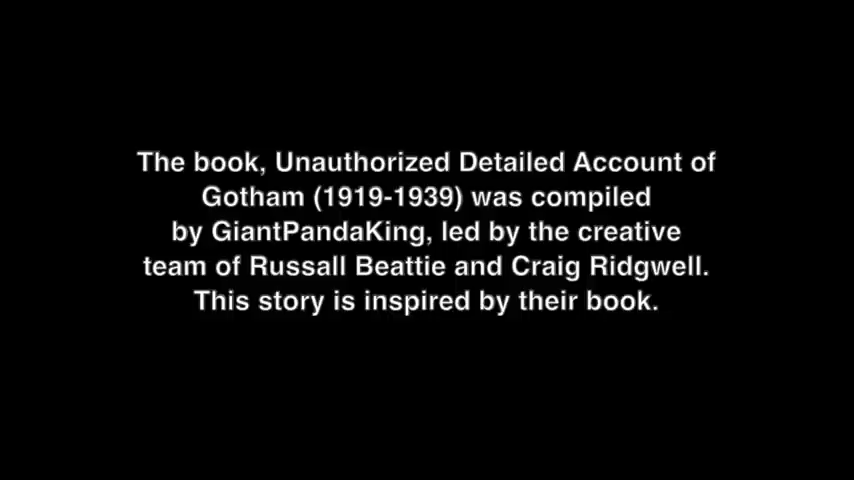 The book, Unauthorized Detailed Account of
Gotham (1919-1939) was compiled
by GiantPandaKing, led by the creative
team of Russall Beattie and Craig Ridgwell.
This story is inspired by their book.